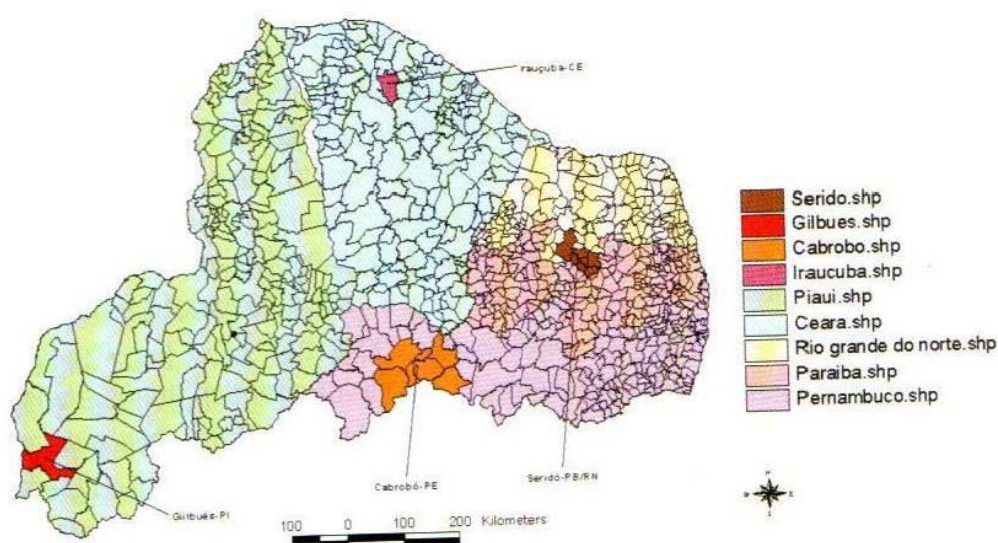 Irauçuba-CE
Serido.shp
Gilbues.shp
Cabrobo.shp
Iraucuba.shp
Piaui.shp
Ceara.shp
Rio grande do norte.shp
Paraiba.shp
Pernambuco.shp
Cabrobó-PE
Seridó-PB/RN
Gilbués-PI
100 0 100 200 Kilometers